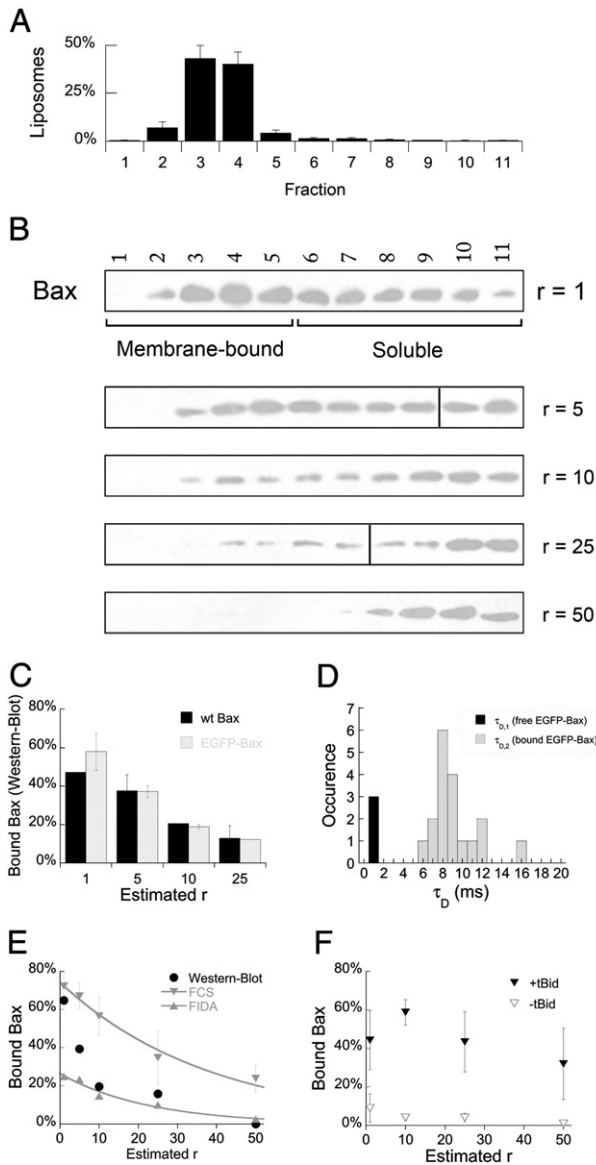 A
50%
25%
0%
Liposomes
1 2 3 4 5 6 7 8 9 10 11
Fraction
B
1 2 3 4 5 6 7 8 9 10 11
Bax
r = 1
Membrane-bound Soluble
r = 5
r = 10
r = 25
r = 50
C
80%
60%
40%
20%
0%
Bound Bax (Western-Blot)
wt Bax
EGFP-Bax
1 5 10 25
Estimated r
D
7
6
5
4
3
2
1
0
Occurence
τD,1 (free EGFP-Bax)
τD,2 (bound EGFP-Bax)
0 2 4 6 8 10 12 14 16 18 20
τD (ms)
E
80%
60%
40%
20%
0%
Bound Bax
Western-Blot
FCS
FIDA
0 10 20 30 40 50
Estimated r
F
80%
60%
40%
20%
0%
Bound Bax
+tBid
-tBid
0 10 20 30 40 50
Estimated r